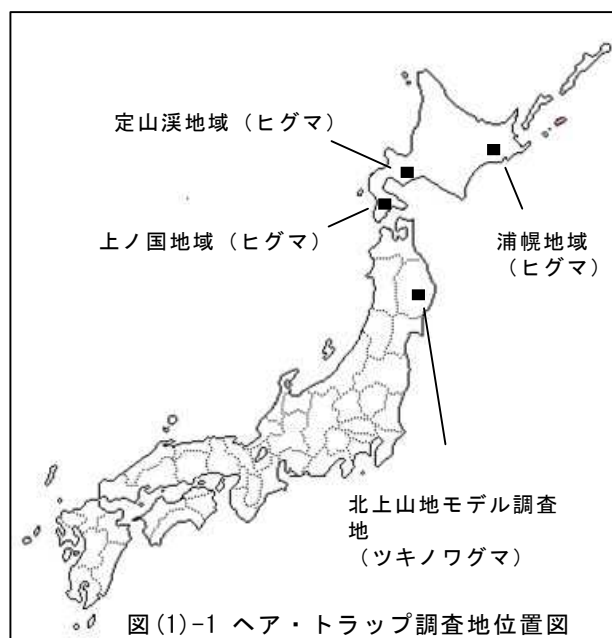 定山渓地域（ヒグマ）
上ノ国地域（ヒグマ）
浦幌地域
（ヒグマ）
北上山地モデル調査
地
（ツキノワグマ）
図(1)-1 ヘア・トラップ調査地位置図